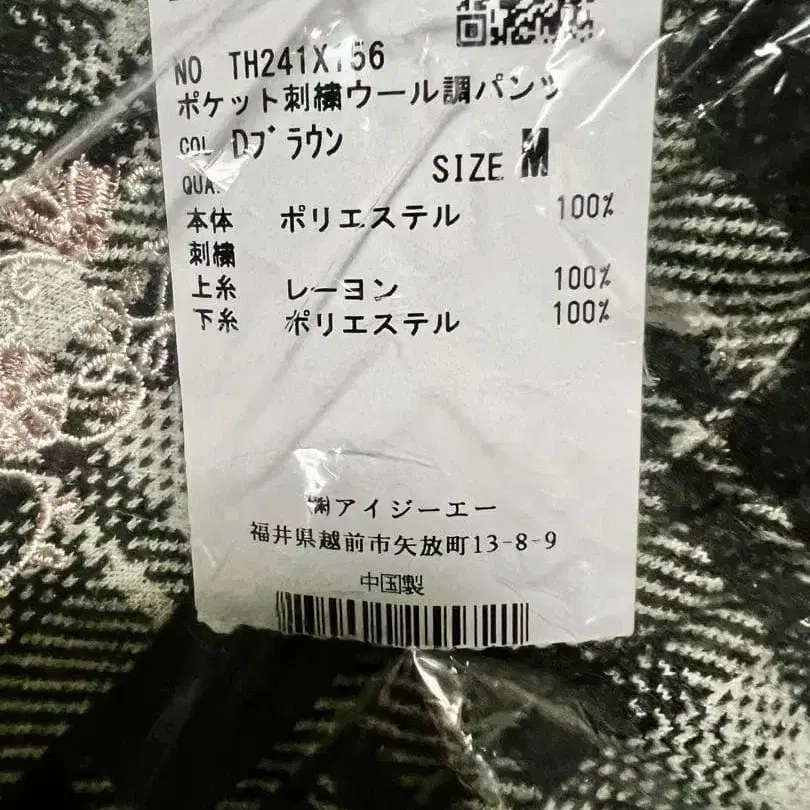 NO TH241X156
ポケット刺繍ウール調パンツ
COL Dブラウン
SIZE M
QUA.
本体 ポリエステル 100%
刺繍
上糸 レーヨン 100%
下糸 ポリエステル 100%
㈱アイジーエー
福井県越前市矢放町13-8-9
中国製